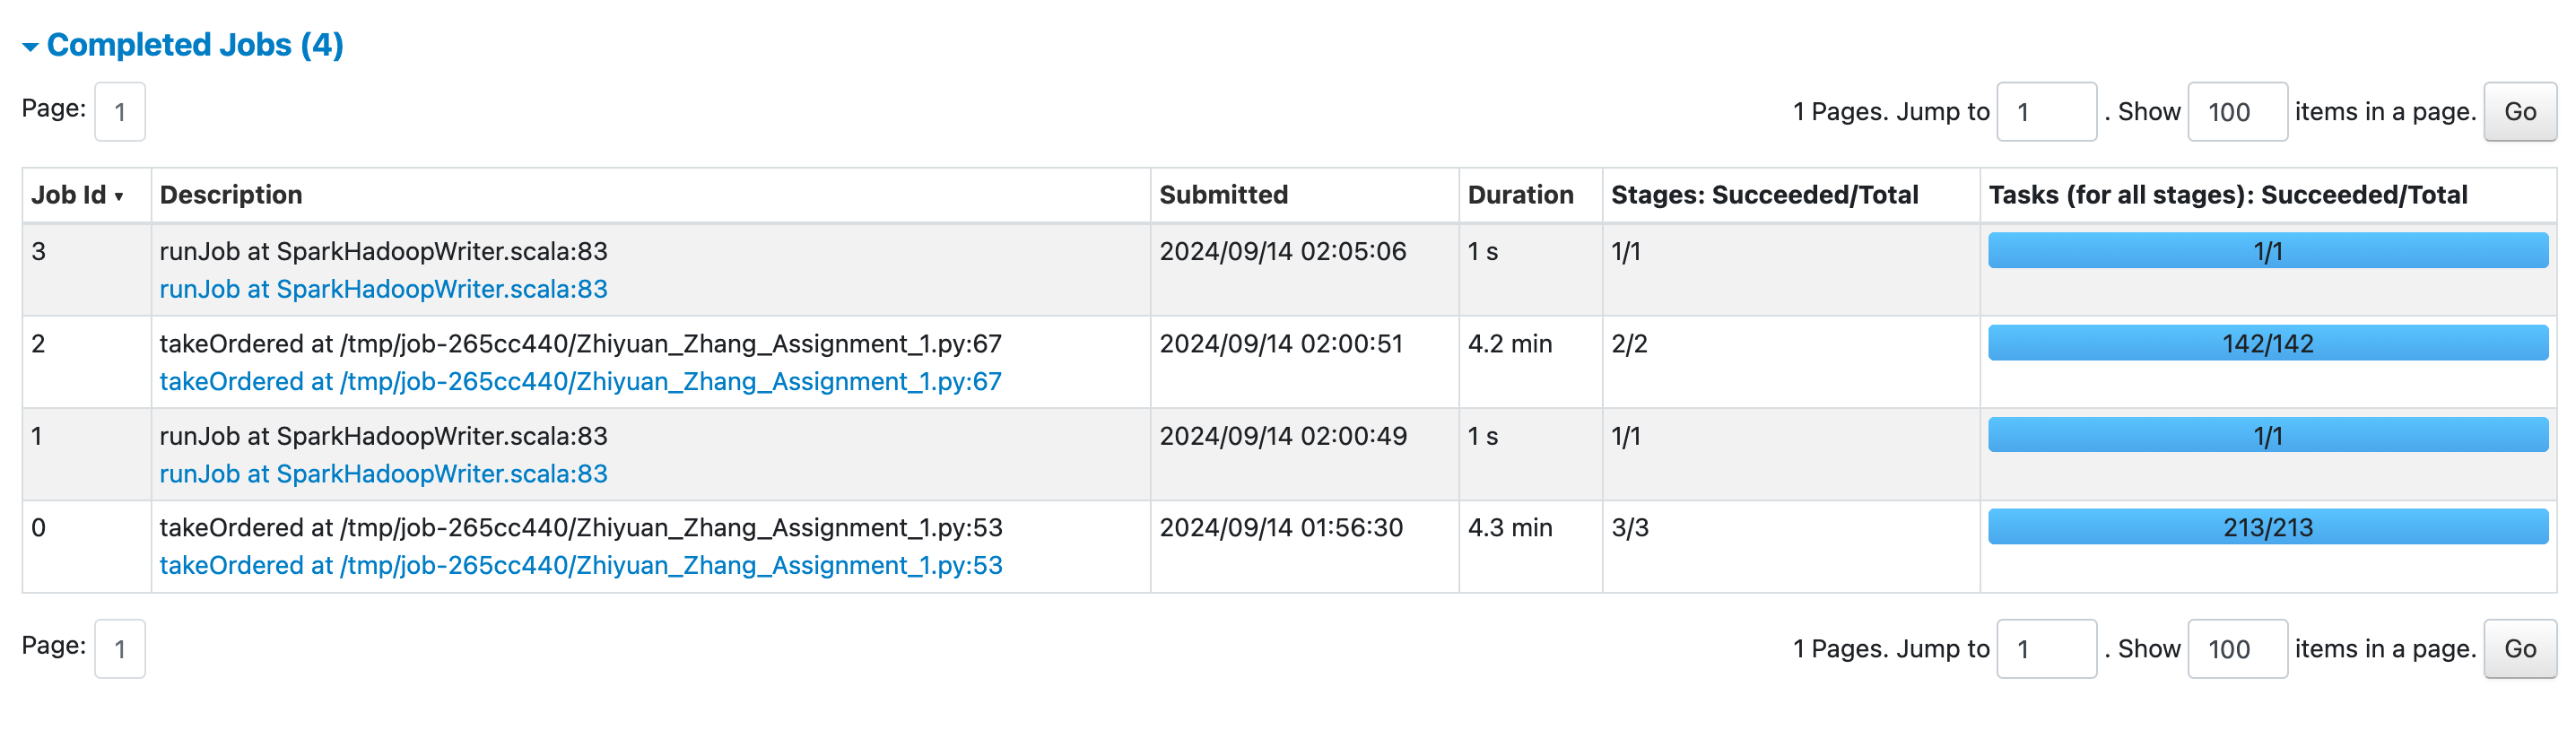 Completed Jobs (4)
Page: 1
1 Pages. Jump to 1 . Show 100 items in a page. Go
Job Id ▾ Description Submitted Duration Stages: Succeeded/Total Tasks (for all stages): Succeeded/Total
3 runJob at SparkHadoopWriter.scala:83 2024/09/14 02:05:06 1 s 1/1 1/1
runJob at SparkHadoopWriter.scala:83
2 takeOrdered at /tmp/job-265cc440/Zhiyuan_Zhang_Assignment_1.py:67 2024/09/14 02:00:51 4.2 min 2/2 142/142
takeOrdered at /tmp/job-265cc440/Zhiyuan_Zhang_Assignment_1.py:67
1 runJob at SparkHadoopWriter.scala:83 2024/09/14 02:00:49 1 s 1/1 1/1
runJob at SparkHadoopWriter.scala:83
0 takeOrdered at /tmp/job-265cc440/Zhiyuan_Zhang_Assignment_1.py:53 2024/09/14 01:56:30 4.3 min 3/3 213/213
takeOrdered at /tmp/job-265cc440/Zhiyuan_Zhang_Assignment_1.py:53
Page: 1
1 Pages. Jump to 1 . Show 100 items in a page. Go